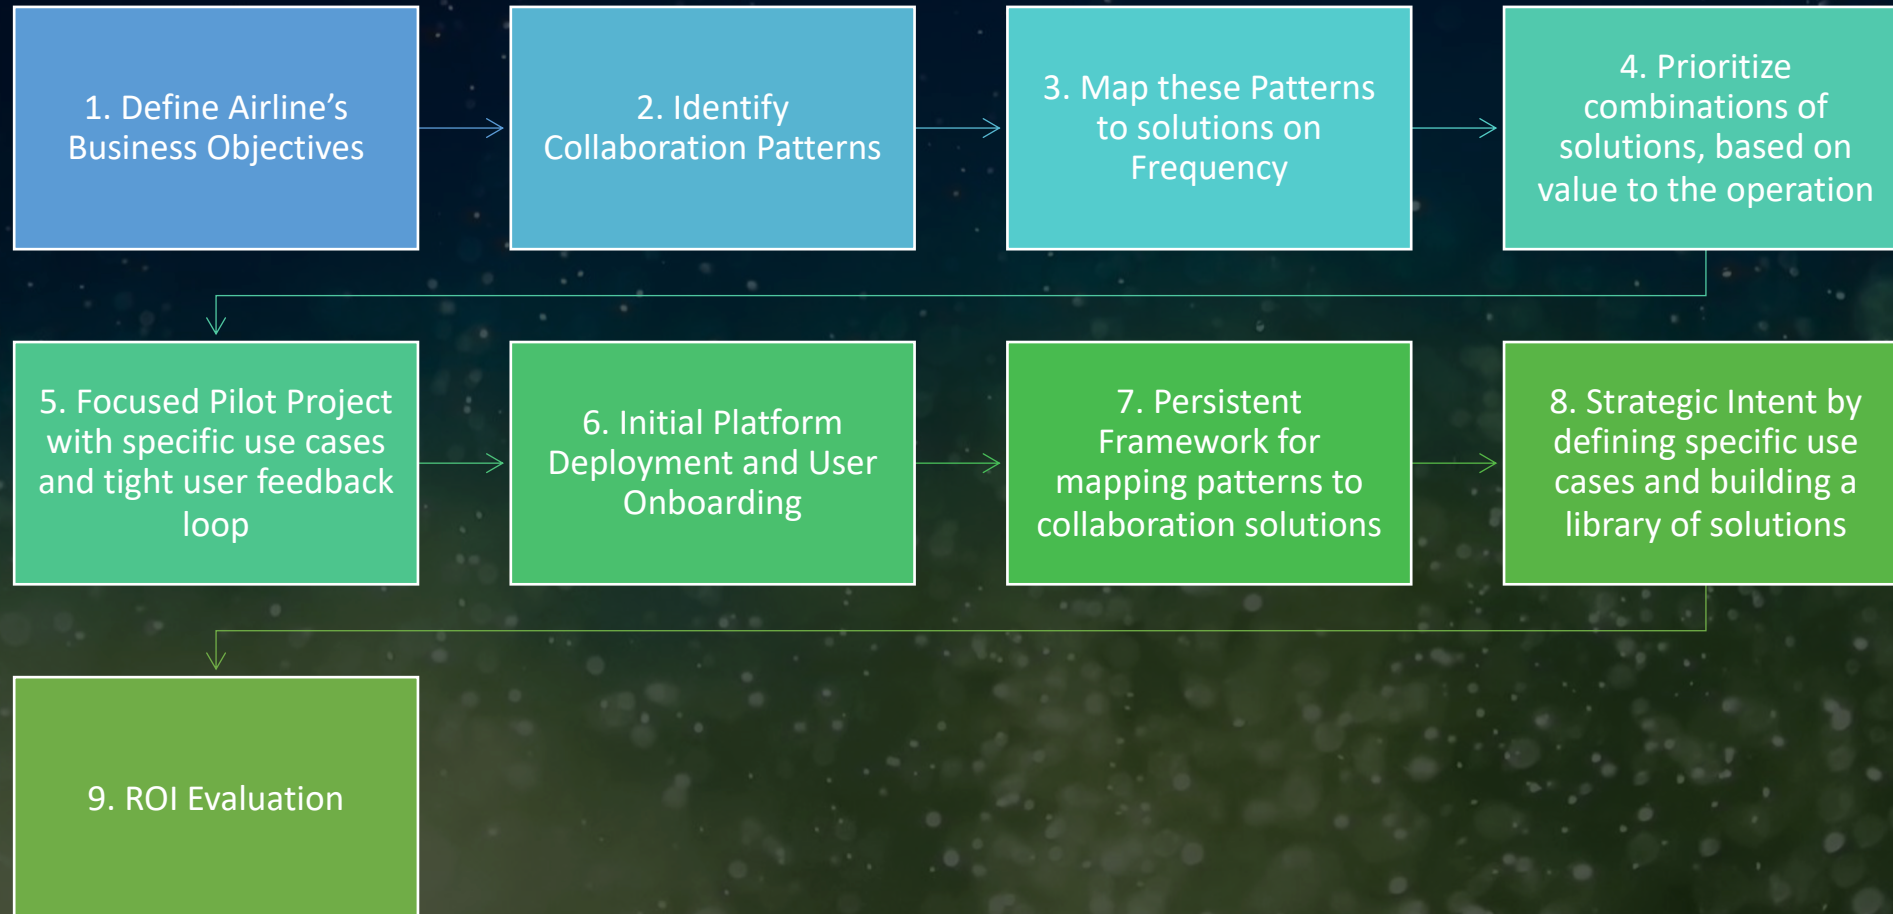 1. Define Airline’s
Business Objectives
2. Identify
Collaboration Patterns
3. Map these Patterns
to solutions on
Frequency
4. Prioritize
combinations of
solutions, based on
value to the operation
5. Focused Pilot Project
with specific use cases
and tight user feedback
loop
6. Initial Platform
Deployment and User
Onboarding
7. Persistent
Framework for
mapping patterns to
collaboration solutions
8. Strategic Intent by
defining specific use
cases and building a
library of solutions
9. ROI Evaluation